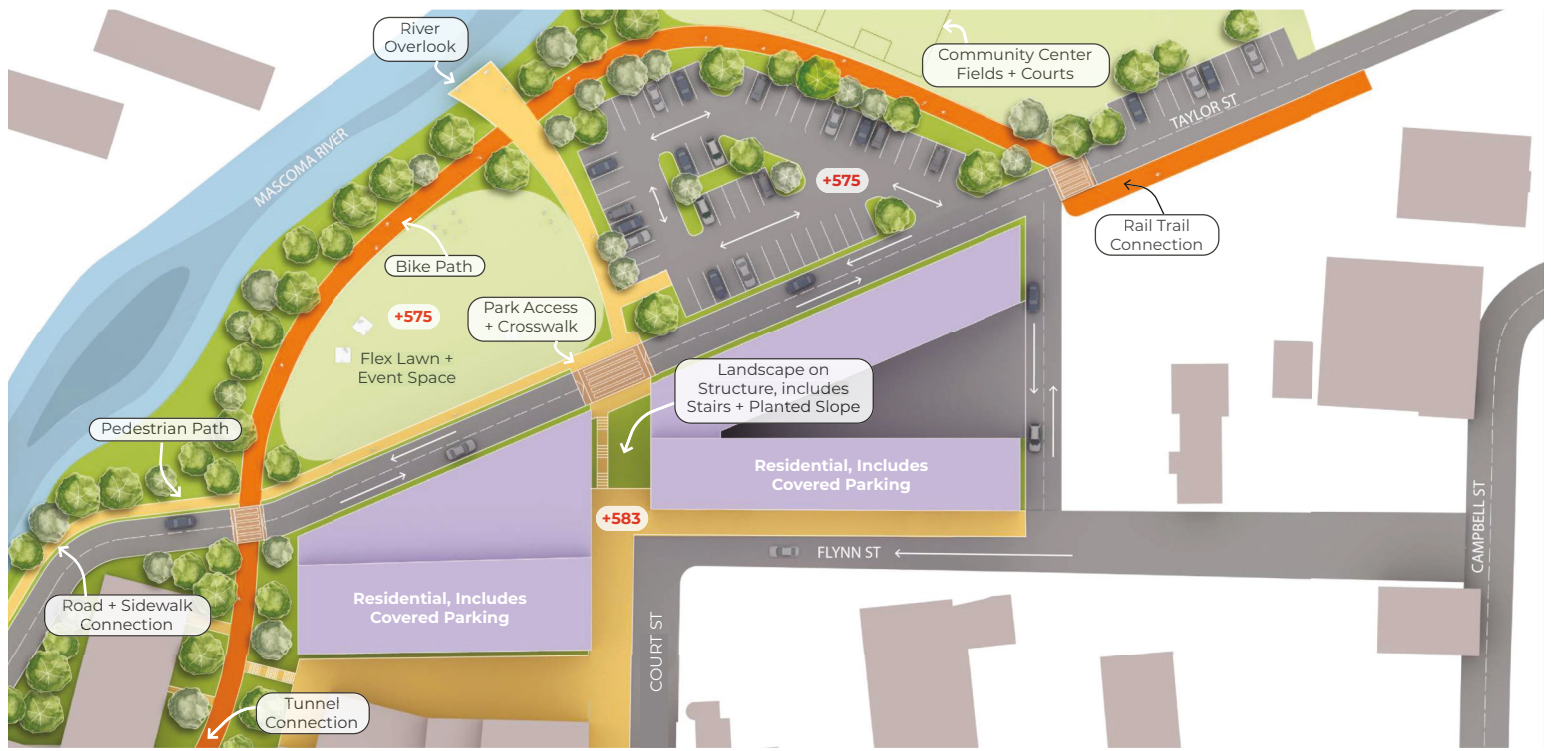 River
Overlook
Community Center
Fields + Courts
TAYLOR ST
MASCOMA RIVER
+575
Rail Trail
Connection
Bike Path
+575
Park Access
+ Crosswalk
Flex Lawn +
Event Space
Landscape on
Structure, includes
Stairs + Planted Slope
Pedestrian Path
Residential, Includes
Covered Parking
+583
FLYNN ST
CAMPBELL ST
Residential, Includes
Covered Parking
Road + Sidewalk
Connection
COURT ST
Tunnel
Connection